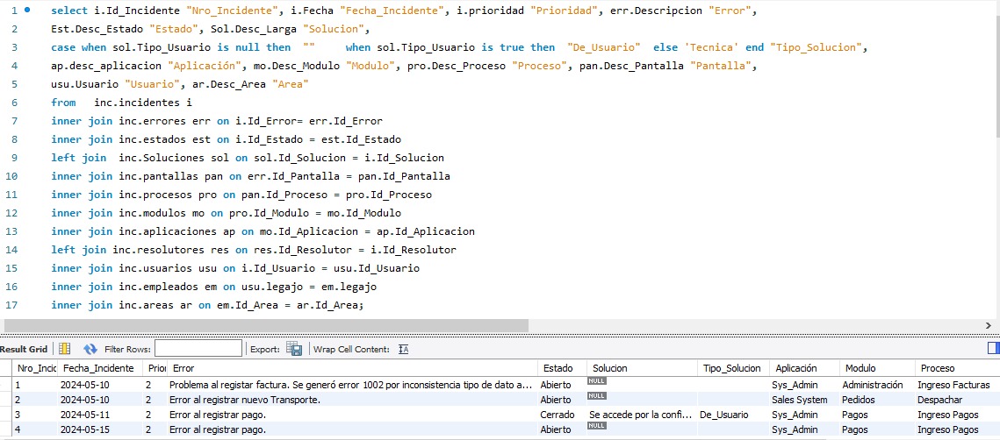 1 select i.Id_Incidente "Nro_Incidente", i.Fecha "Fecha_Incidente", i.prioridad "Prioridad", err.Descripcion "Error",
2 Est.Desc_Estado "Estado", Sol.Desc_Larga "Solucion",
3 case when sol.Tipo_Usuario is null then "" when sol.Tipo_Usuario is true then "De_Usuario" else 'Tecnica' end "Tipo_Solucion",
4 ap.desc_aplicacion "Aplicación", mo.Desc_Modulo "Modulo", pro.Desc_Proceso "Proceso", pan.Desc_Pantalla "Pantalla",
5 usu.Usuario "Usuario", ar.Desc_Area "Area"
6 from inc.incidentes i
7 inner join inc.errores err on i.Id_Error= err.Id_Error
8 inner join inc.estados est on i.Id_Estado = est.Id_Estado
9 left join inc.Soluciones sol on sol.Id_Solucion = i.Id_Solucion
10 inner join inc.pantallas pan on err.Id_Pantalla = pan.Id_Pantalla
11 inner join inc.procesos pro on pan.Id_Proceso = pro.Id_Proceso
12 inner join inc.modulos mo on pro.Id_Modulo = mo.Id_Modulo
13 inner join inc.aplicaciones ap on mo.Id_Aplicacion = ap.Id_Aplicacion
14 left join inc.resolutores res on res.Id_Resolutor = i.Id_Resolutor
15 inner join inc.usuarios usu on i.Id_Usuario = usu.Id_Usuario
16 inner join inc.empleados em on usu.legajo = em.legajo
17 inner join inc.areas ar on em.Id_Area = ar.Id_Area;
Result Grid Filter Rows: Export: Wrap Cell Content: IA
Nro_Incic Fecha_Incidente Prior Error Estado Solucion Tipo_Solucion Aplicación Modulo Proceso
1 2024-05-10 2 Problema al registar factura. Se generó error 1002 por inconsistencia tipo de dato a... Abierto NULL Sys_Admin Administración Ingreso Facturas
2 2024-05-10 2 Error al registrar nuevo Transporte. Abierto NULL Sales System Pedidos Despachar
3 2024-05-11 2 Error al registrar pago. Cerrado Se accede por la confi... De_Usuario Sys_Admin Pagos Ingreso Pagos
4 2024-05-15 2 Error al registrar pago. Abierto NULL Sys_Admin Pagos Ingreso Pagos